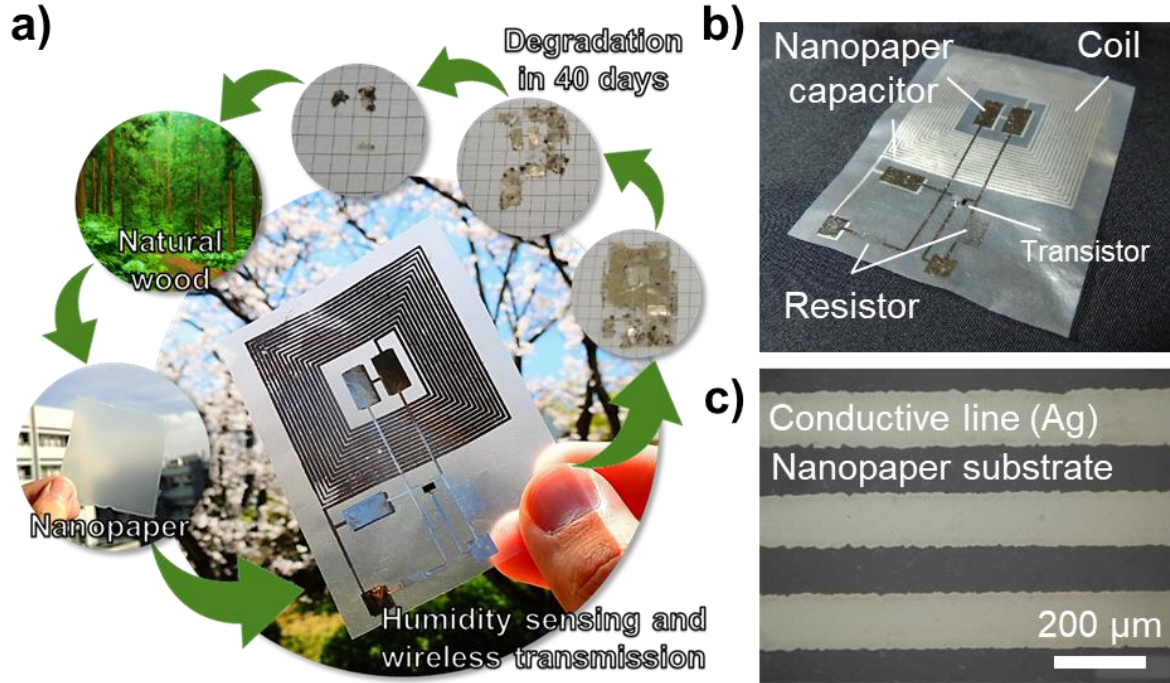 a)
Degradation
in 40 days
Natural
wood
Nanopaper
Humidity sensing and
wireless transmission
b)
Nanopaper
capacitor
Coil
Transistor
Resistor
c)
Conductive line (Ag)
Nanopaper substrate
200 μm